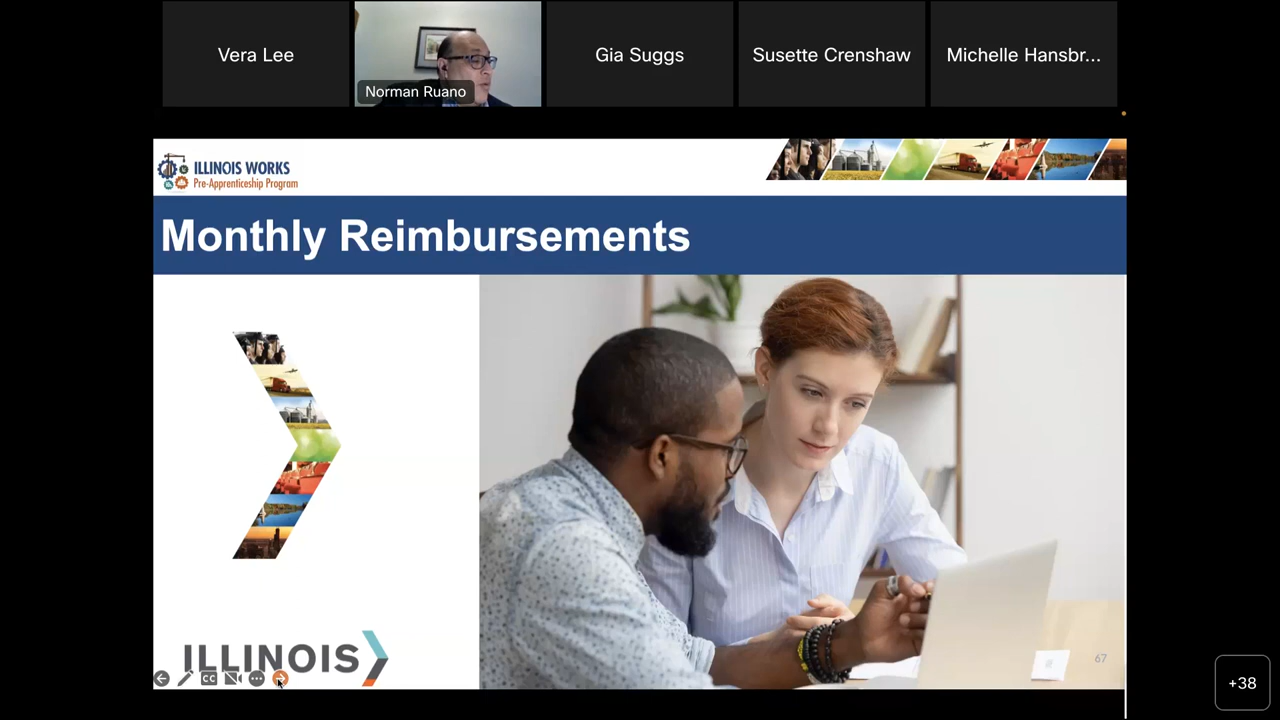 Vera Lee
Norman Ruano
Gia Suggs
Susette Crenshaw
Michelle Hansbr...
ILLINOIS WORKS
Pre-Apprenticeship Program
Monthly Reimbursements
ILLINOIS
CC
67
+38